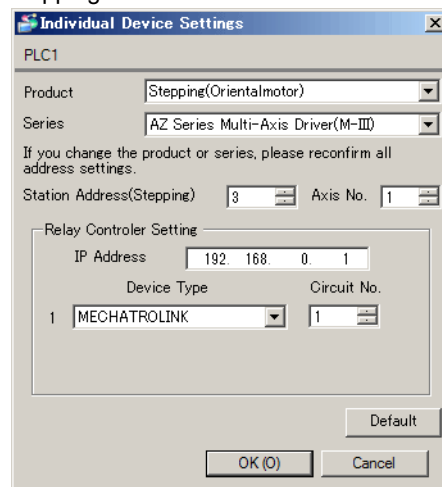 Individual Device Settings
PLC1
Product Stepping(Orientalmotor)
Series AZ Series Multi-Axis Driver(M-Ⅲ)
If you change the product or series, please reconfirm all
address settings.
Station Address(Stepping) 3 Axis No. 1
Relay Controler Setting
IP Address 192. 168. 0. 1
Device Type Circuit No.
1 MECHATROLINK 1
Default
OK (O) Cancel